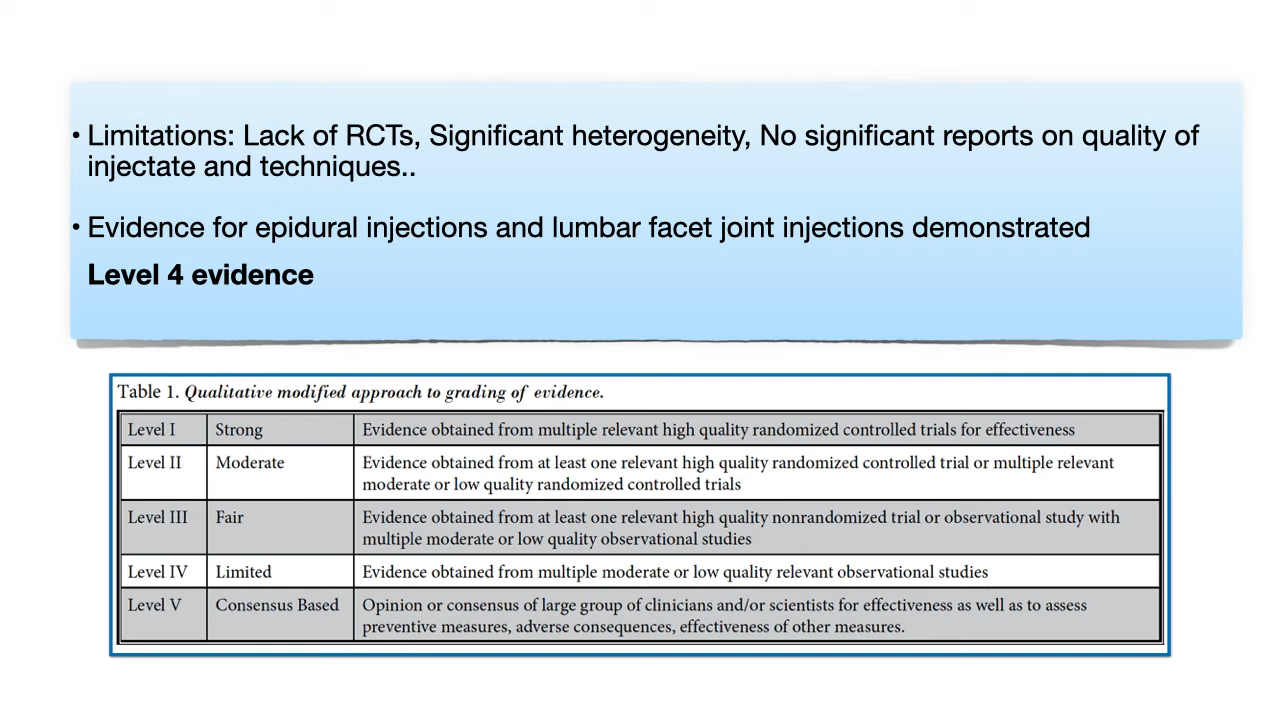 • Limitations: Lack of RCTs, Significant heterogeneity, No significant reports on quality of
injectate and techniques..
• Evidence for epidural injections and lumbar facet joint injections demonstrated
Level 4 evidence
Table 1. Qualitative modified approach to grading of evidence.
Level I Strong Evidence obtained from multiple relevant high quality randomized controlled trials for effectiveness
Level II Moderate Evidence obtained from at least one relevant high quality randomized controlled trial or multiple relevant
moderate or low quality randomized controlled trials
Level III Fair Evidence obtained from at least one relevant high quality nonrandomized trial or observational study with
multiple moderate or low quality observational studies
Level IV Limited Evidence obtained from multiple moderate or low quality relevant observational studies
Level V Consensus Based Opinion or consensus of large group of clinicians and/or scientists for effectiveness as well as to assess
preventive measures, adverse consequences, effectiveness of other measures.